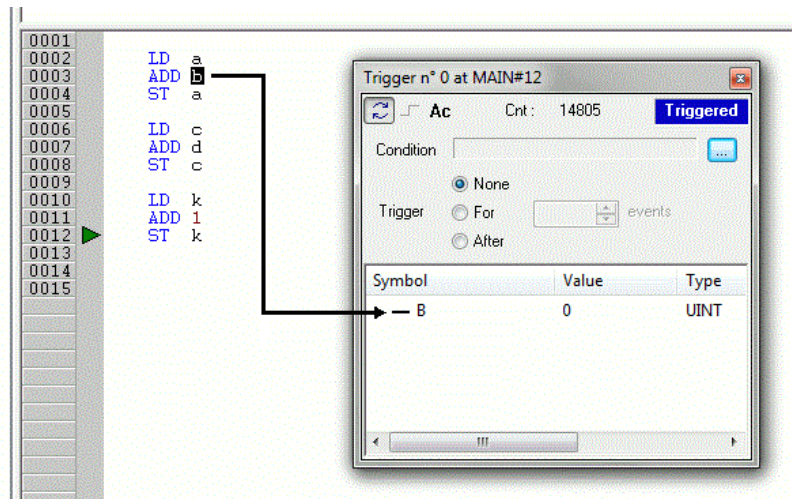 0001
0002 LD a
0003 ADD b
0004 ST a
0005
0006 LD c
0007 ADD d
0008 ST c
0009
0010 LD k
0011 ADD 1
0012 ST k
0013
0014
0015
Trigger n° 0 at MAIN#12
Ac Cnt : 14805 Triggered
Condition ...
None
Trigger For events
After
Symbol Value Type
B 0 UINT